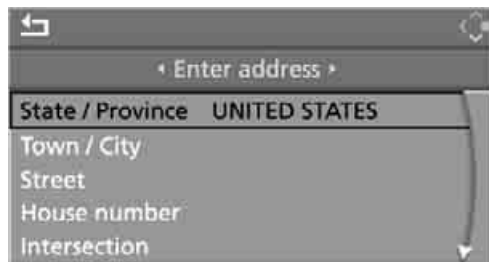 Enter address
State / Province UNITED STATES
Town / City
Street
House number
Intersection